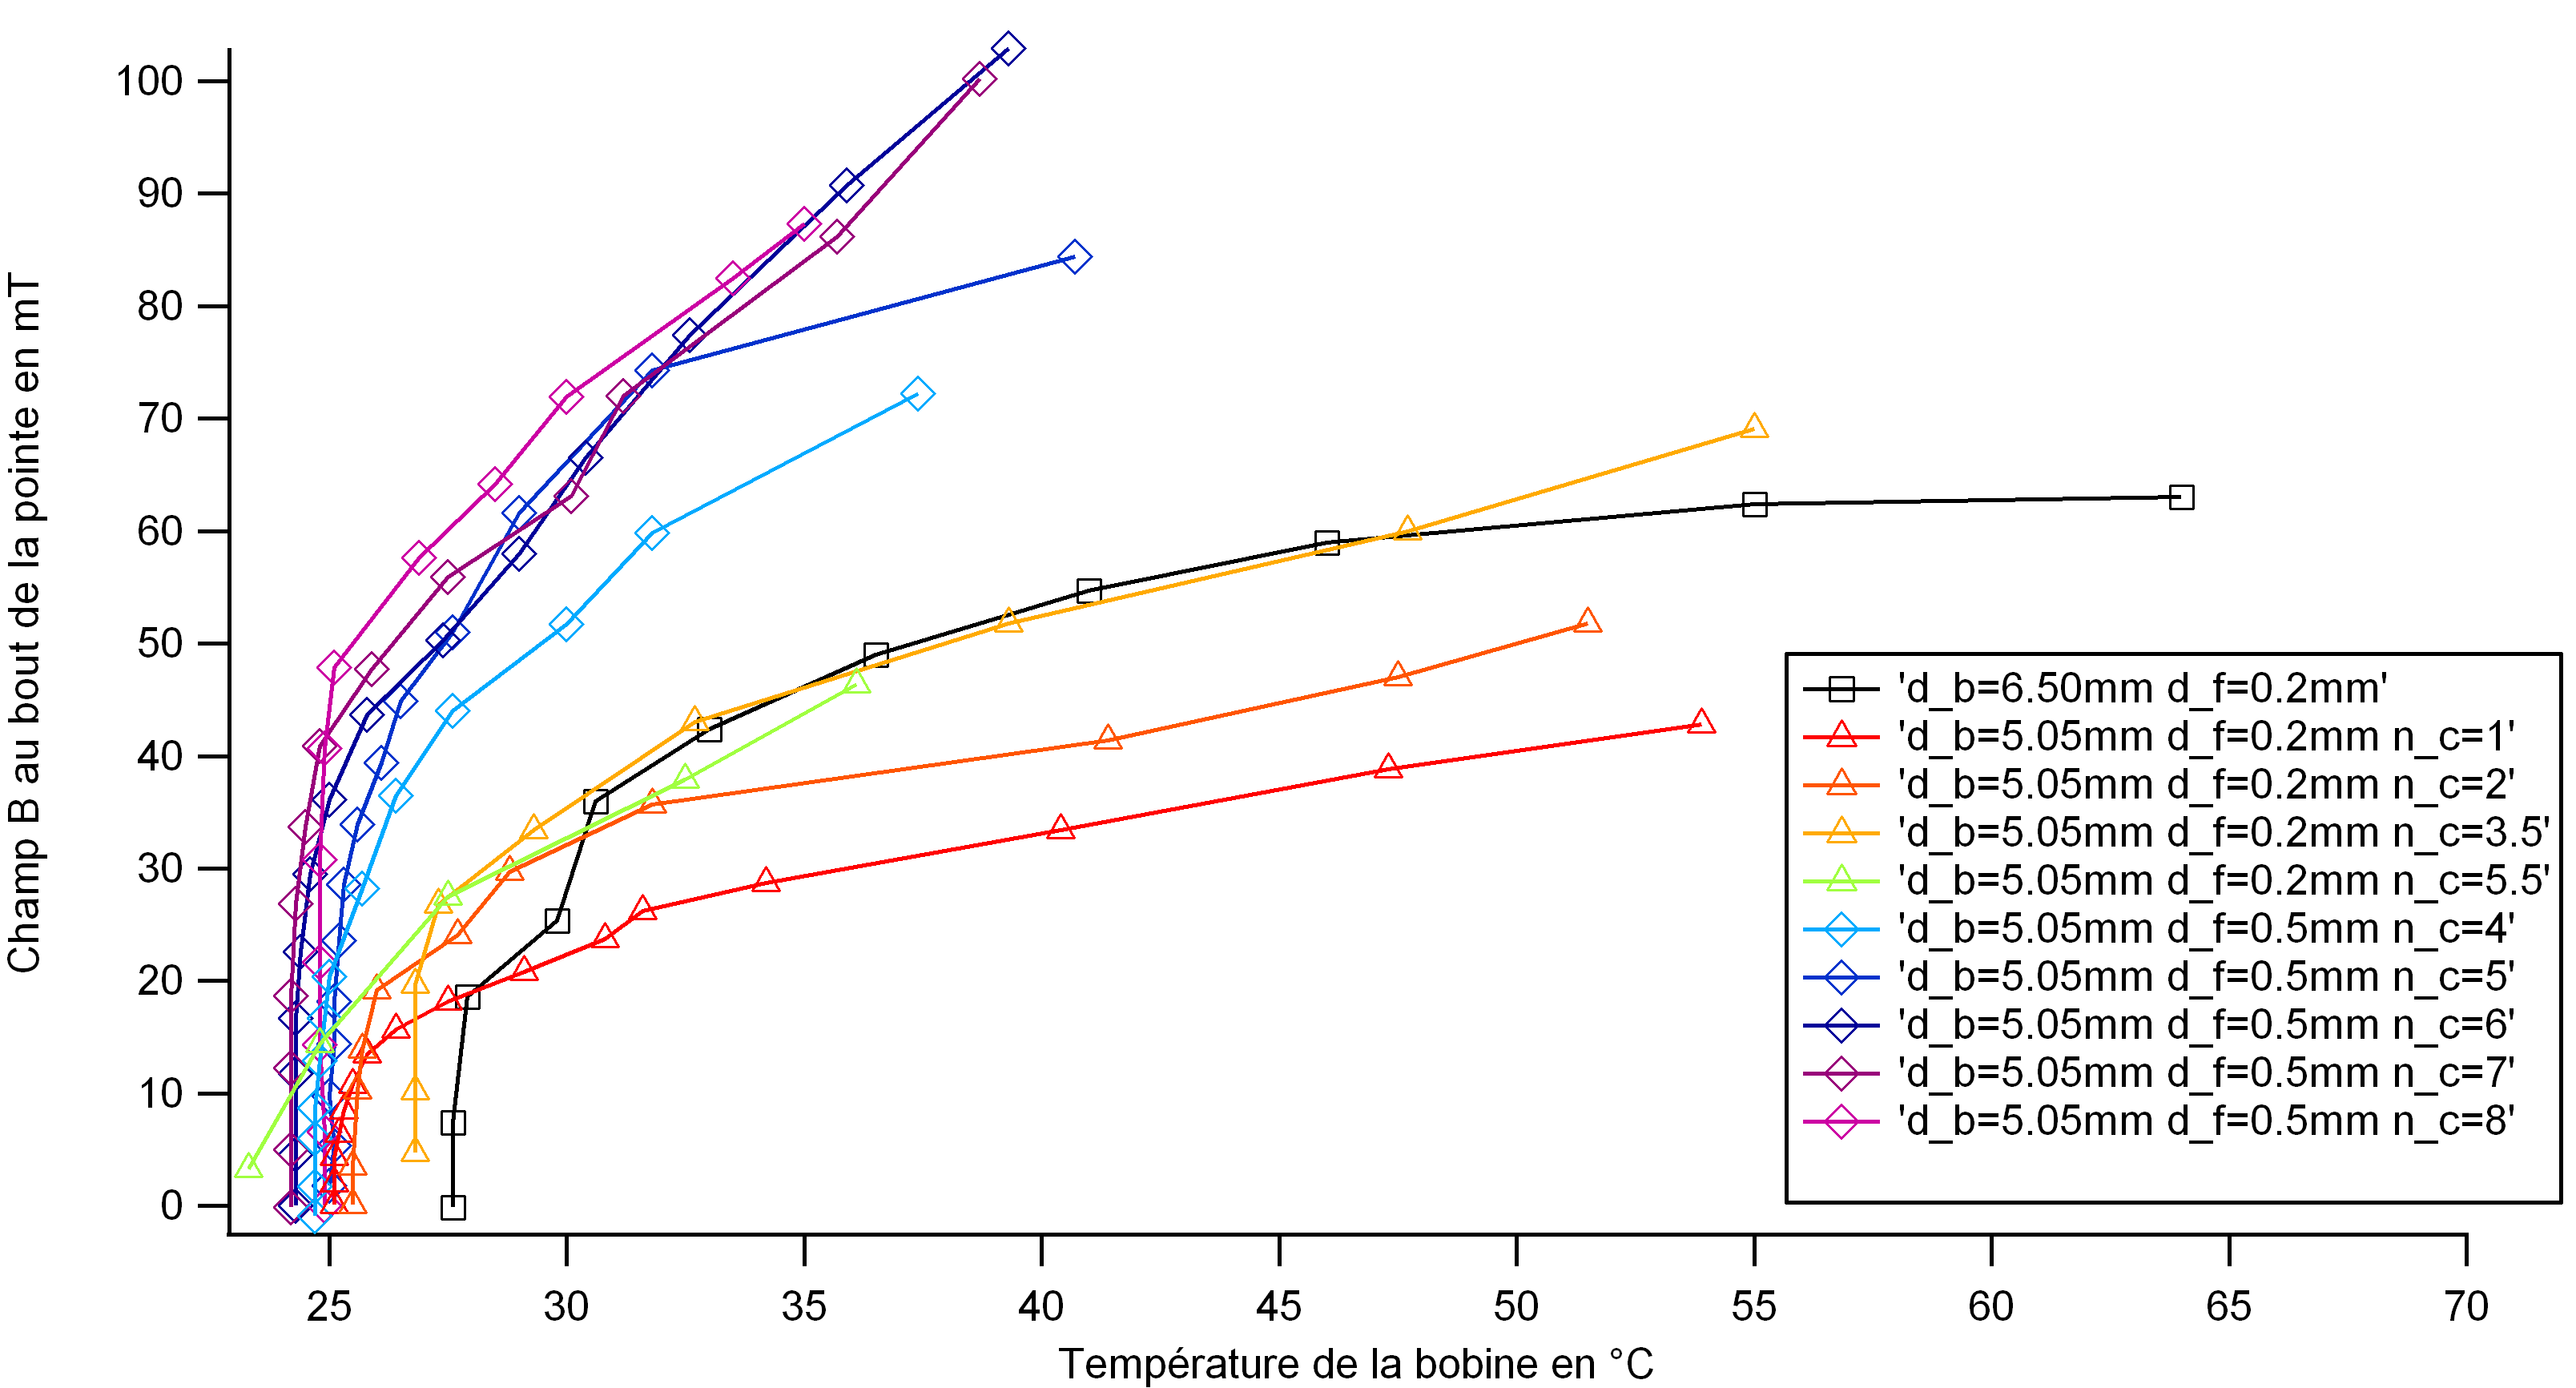 Champ B au bout de la pointe en mT
100
90
80
70
60
50
40
30
20
10
0
25 30 35 40 45 50 55 60 65 70
Température de la bobine en °C
'd_b=6.50mm d_f=0.2mm'
'd_b=5.05mm d_f=0.2mm n_c=1'
'd_b=5.05mm d_f=0.2mm n_c=2'
'd_b=5.05mm d_f=0.2mm n_c=3.5'
'd_b=5.05mm d_f=0.2mm n_c=5.5'
'd_b=5.05mm d_f=0.5mm n_c=4'
'd_b=5.05mm d_f=0.5mm n_c=5'
'd_b=5.05mm d_f=0.5mm n_c=6'
'd_b=5.05mm d_f=0.5mm n_c=7'
'd_b=5.05mm d_f=0.5mm n_c=8'